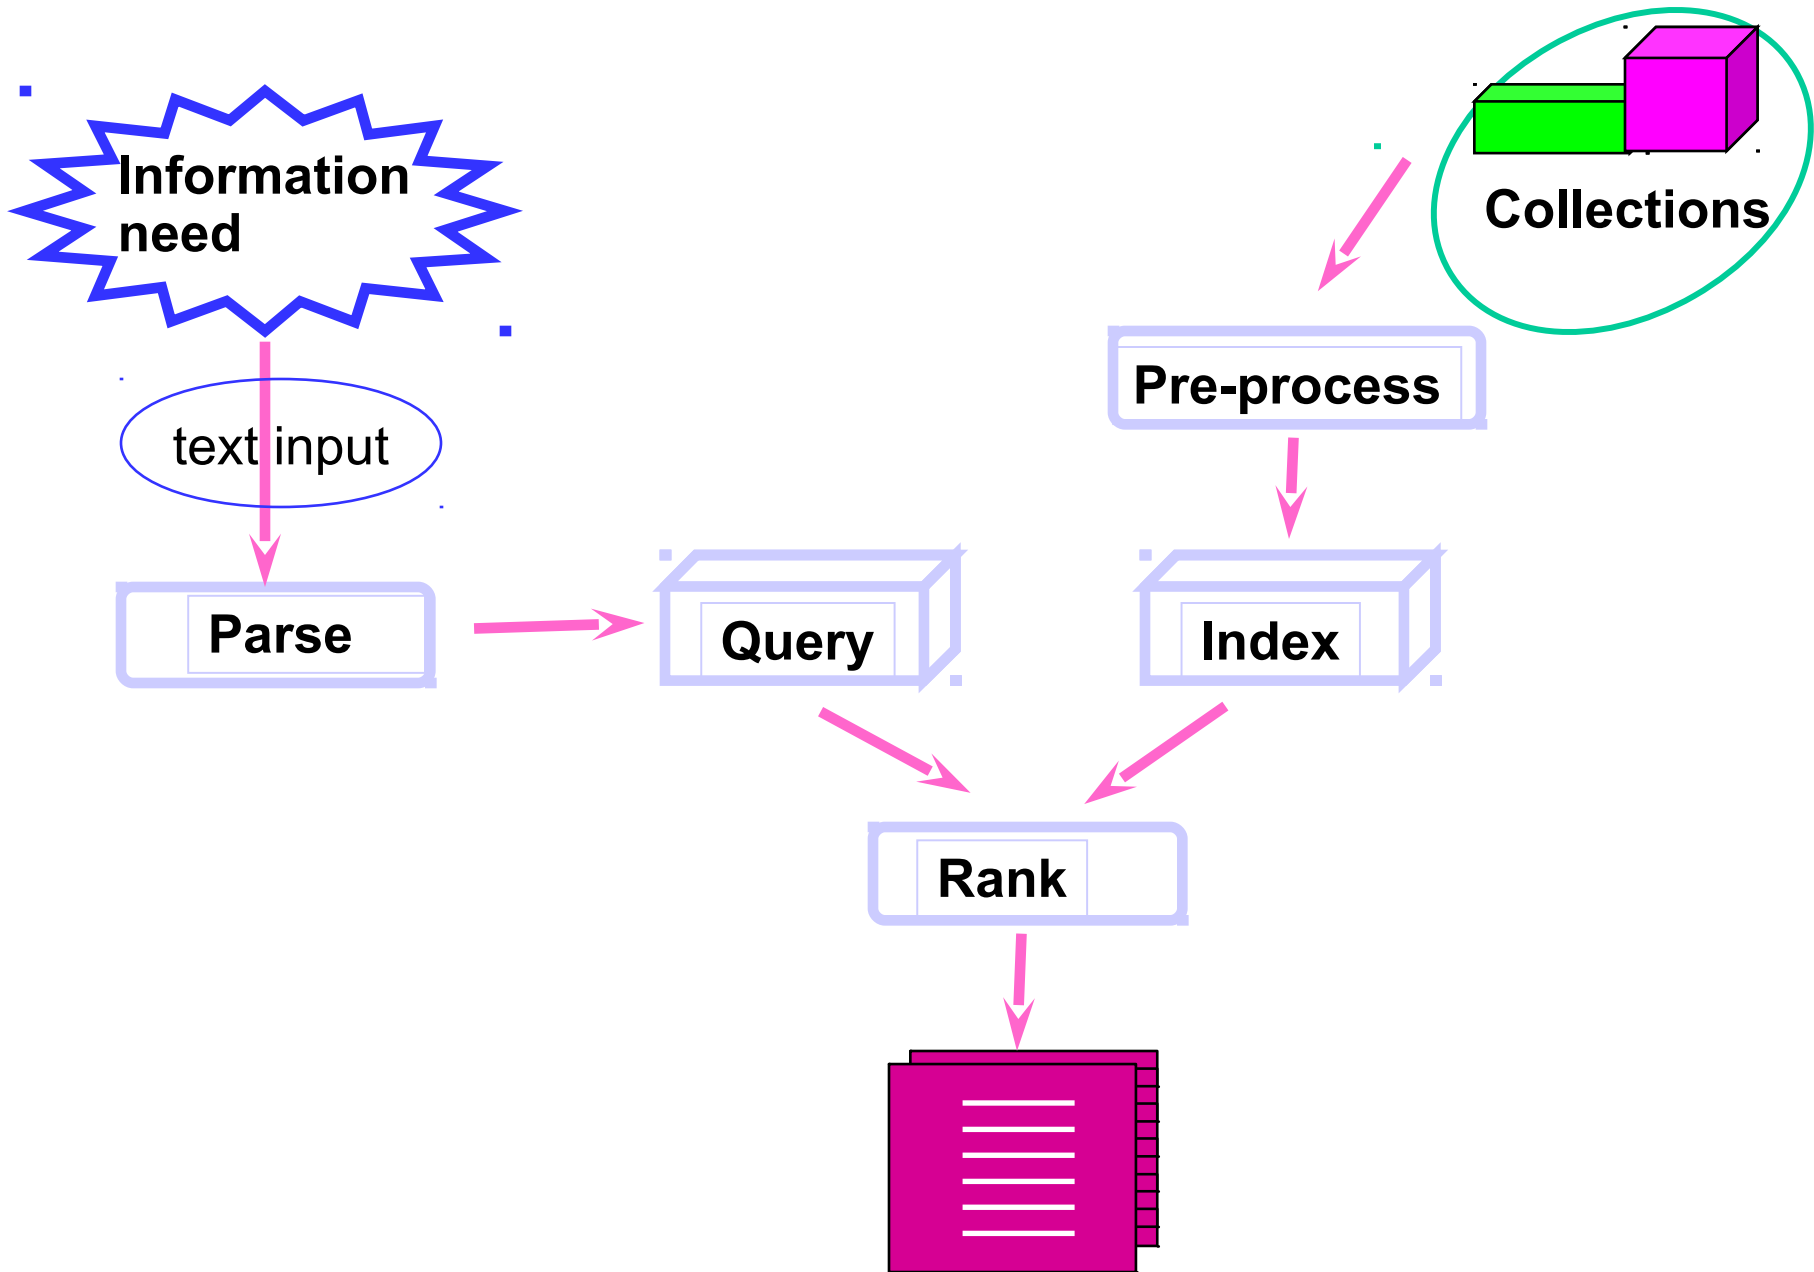 Information
need
Collections
Pre-process
text input
Parse
Query
Index
Rank